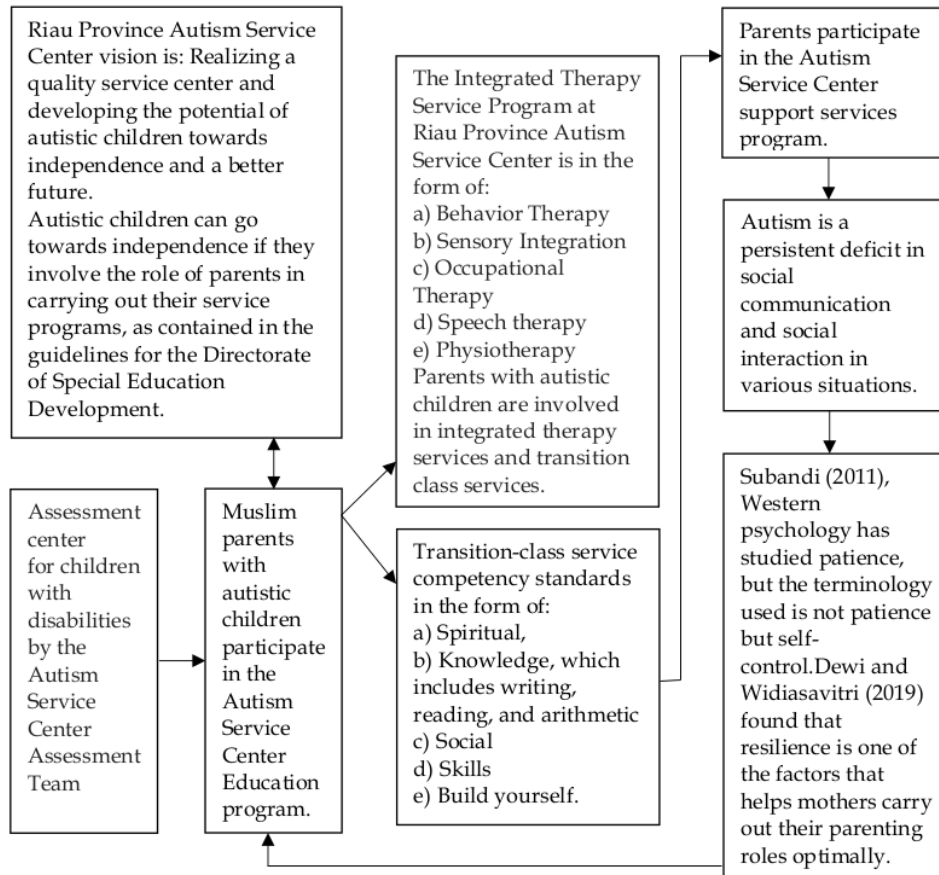 Riau Province Autism Service
Center vision is: Realizing a
quality service center and
developing the potential of
autistic children towards
independence and a better
future.
Autistic children can go
towards independence if they
involve the role of parents in
carrying out their service
programs, as contained in the
guidelines for the Directorate
of Special Education
Development.
The Integrated Therapy
Service Program at
Riau Province Autism
Service Center is in the
form of:
a) Behavior Therapy
b) Sensory Integration
c) Occupational
Therapy
d) Speech therapy
e) Physiotherapy
Parents with autistic
children are involved
in integrated therapy
services and transition
class services.
Parents participate
in the Autism
Service Center
support services
program.
Autism is a
persistent deficit in
social
communication
and social
interaction in
various situations.
Assessment
center
for children
with
disabilities
by the
Autism
Service
Center
Assessment
Team
Muslim
parents
with
autistic
children
participate
in the
Autism
Service
Center
Education
program.
Transition-class service
competency standards
in the form of:
a) Spiritual,
b) Knowledge, which
includes writing,
reading, and arithmetic
c) Social
d) Skills
e) Build yourself.
Subandi (2011),
Western
psychology has
studied patience,
but the terminology
used is not patience
but self-
control.Dewi and
Widiasavitri (2019)
found that
resilience is one of
the factors that
helps mothers carry
out their parenting
roles optimally.